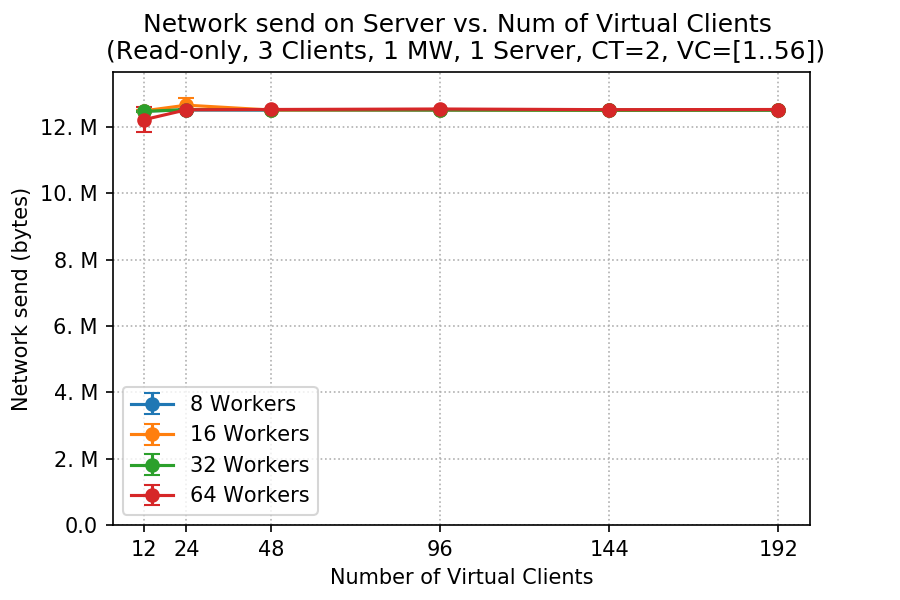 Network send on Server vs. Num of Virtual Clients
(Read-only, 3 Clients, 1 MW, 1 Server, CT=2, VC=[1..56])
Network send (bytes)
12. M
10. M
8. M
6. M
4. M
2. M
0.0
8 Workers
16 Workers
32 Workers
64 Workers
12 24 48 96 144 192
Number of Virtual Clients